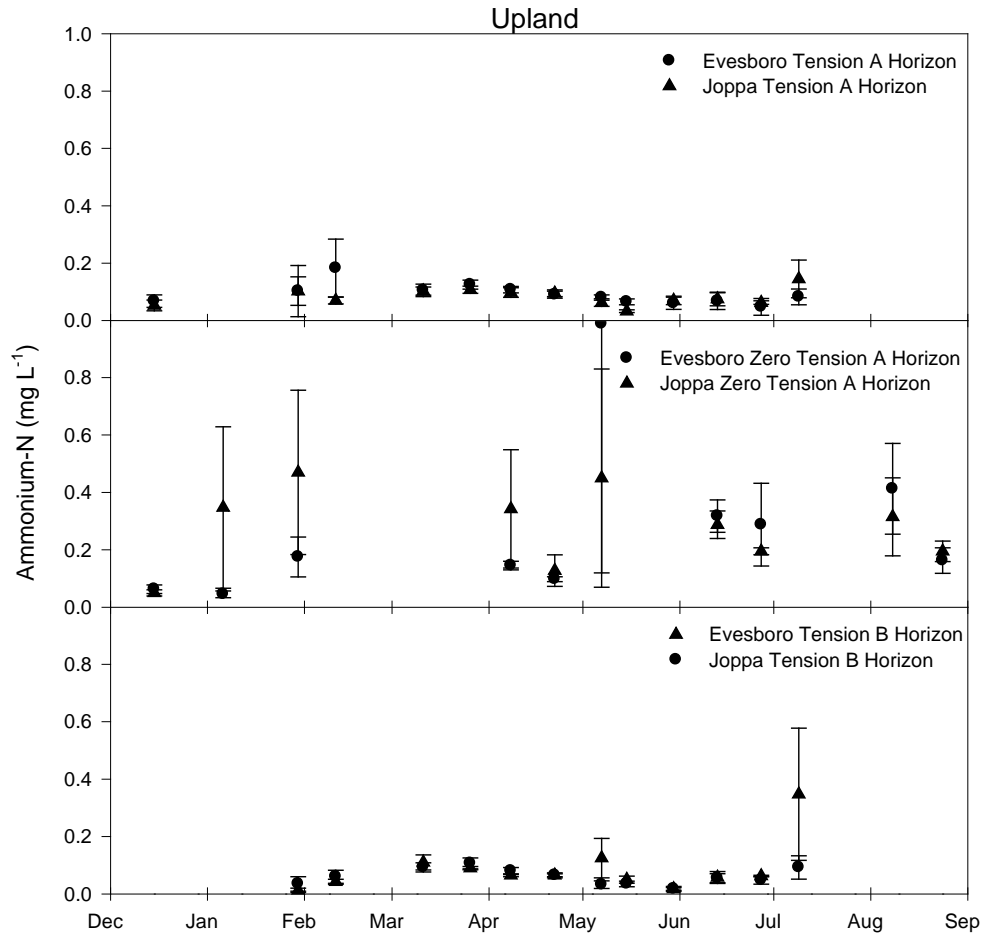 Upland
1.0
Evesboro Tension A Horizon
Joppa Tension A Horizon
0.8
0.6
0.4
0.2
0.0
Evesboro Zero Tension A Horizon
Joppa Zero Tension A Horizon
0.8
0.6
0.4
0.2
0.0
Ammonium-N (mg L⁻¹)
Evesboro Tension B Horizon
Joppa Tension B Horizon
0.8
0.6
0.4
0.2
0.0
Dec Jan Feb Mar Apr May Jun Jul Aug Sep